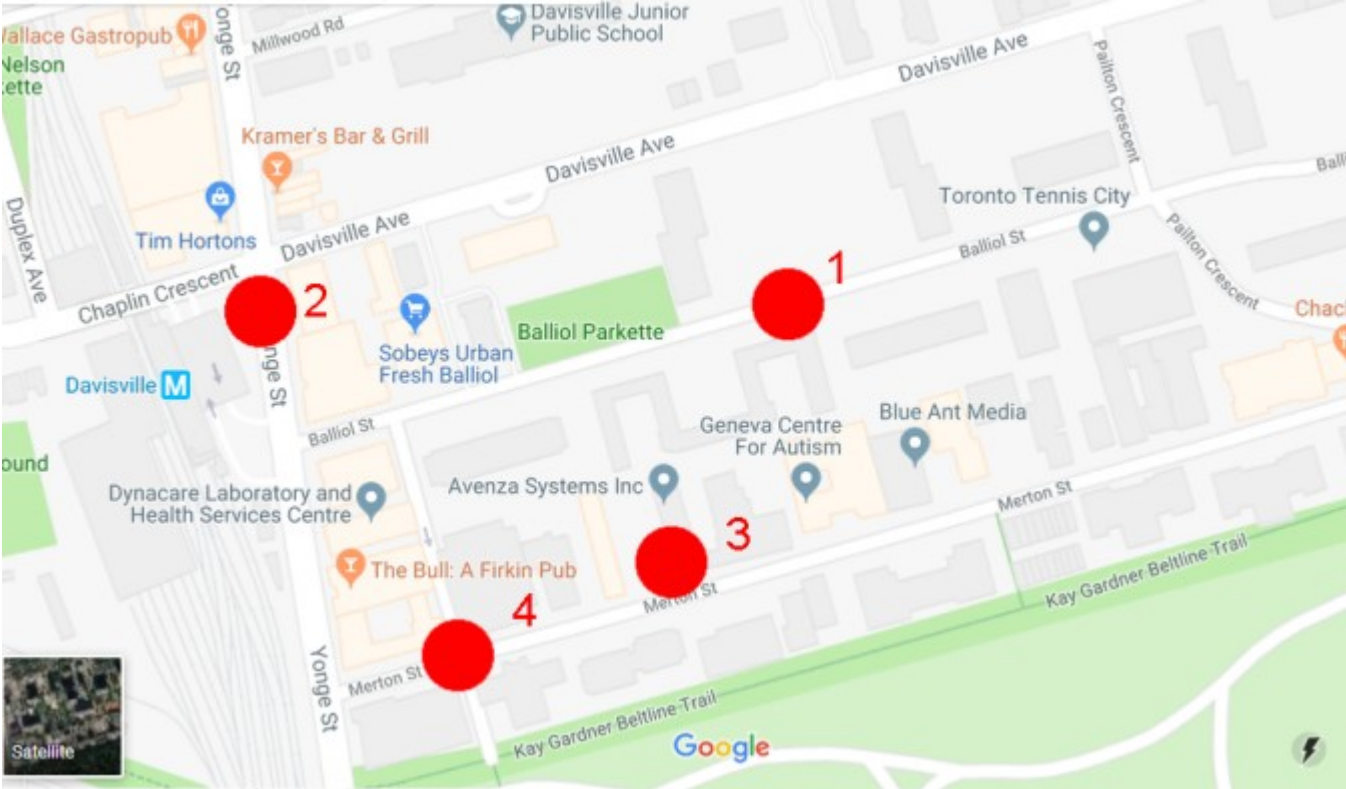 Davisville Junior
Public School
Wallace Gastropub
onge St
Millwood Rd
Nelson
ette
Davisville Ave
Pailton Crescent
Kramer's Bar & Grill
Davisville Ave
Balli
Toronto Tennis City
Duplex Ave
Tim Hortons
Davisville Ave
Balliol St
Pailton Crescent
Chaplin Crescent
1
2
Chac
Balliol Parkette
Sobeys Urban
Fresh Balliol
nge St
Davisville M
Balliol St
Geneva Centre
For Autism
Blue Ant Media
ound
Dynacare Laboratory and
Health Services Centre
Avenza Systems Inc
Merton St
3
The Bull: A Firkin Pub
Merton St
Kay Gardner Beltline Trail
4
Merton St
Yonge St
Kay Gardner Beltline Trail
Google
Satellite